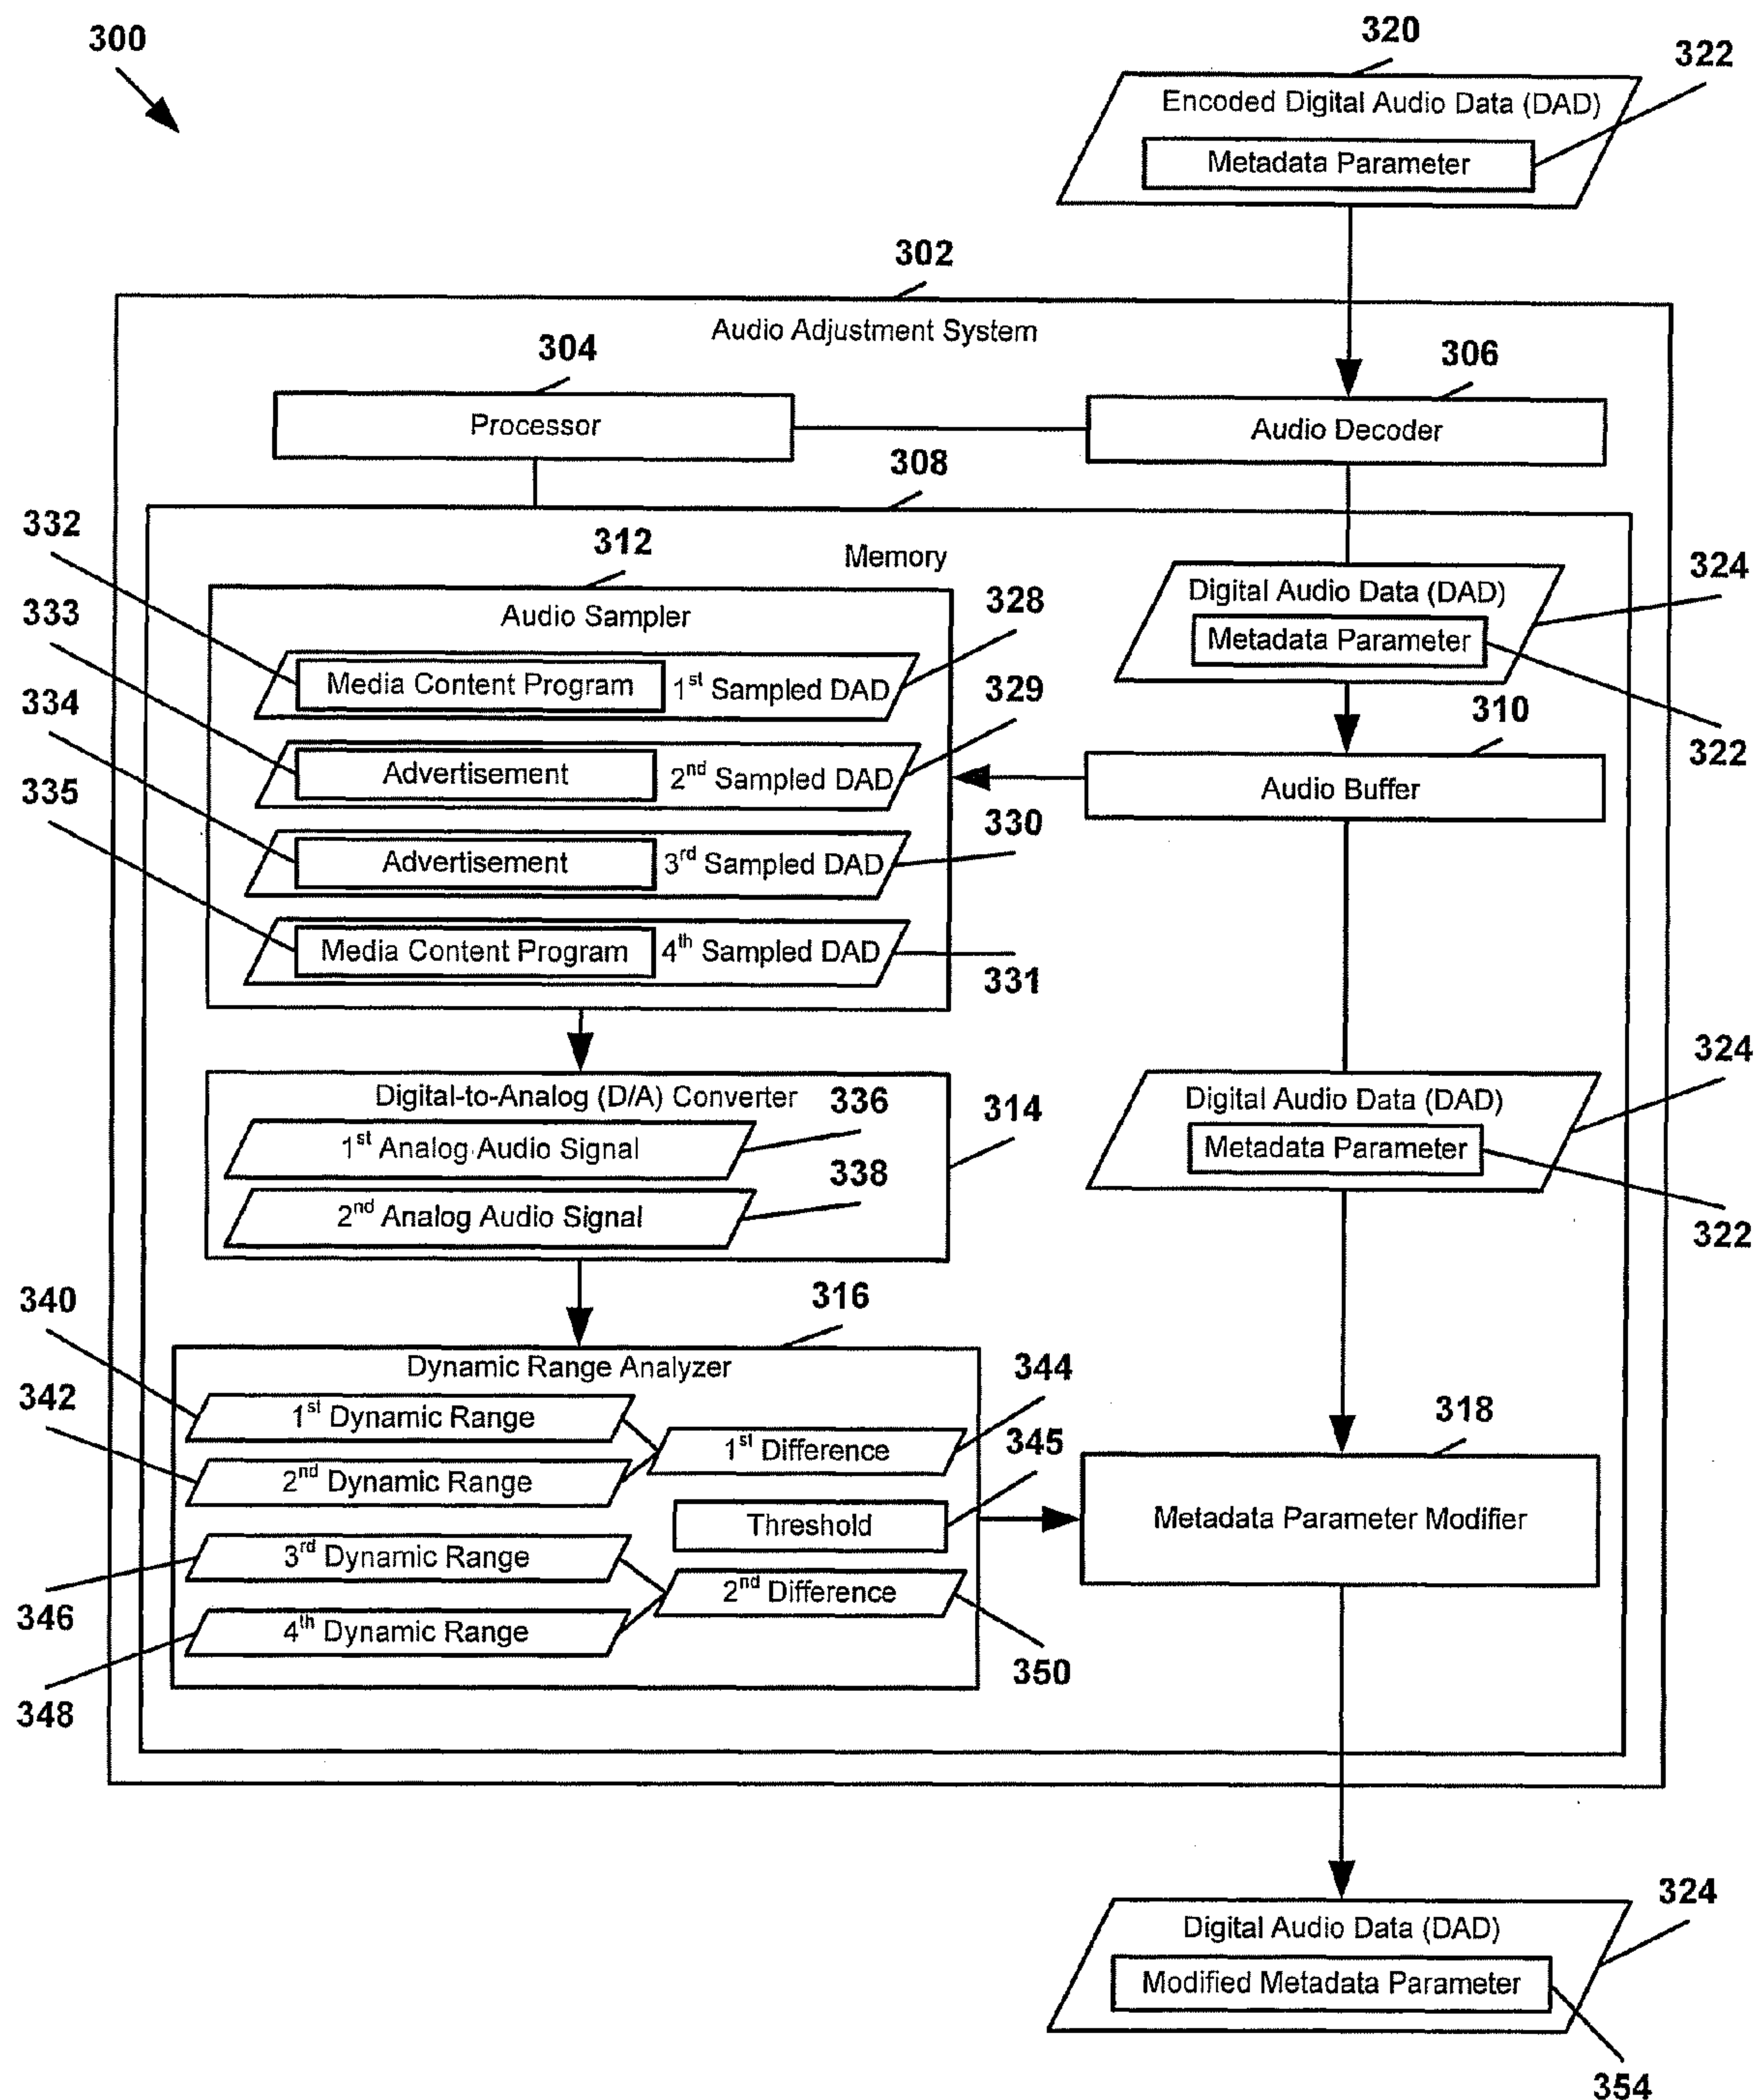 300
320
322
Encoded Digital Audio Data (DAD)
Metadata Parameter
302
Audio Adjustment System
304
306
Processor
Audio Decoder
308
332
312
Memory
324
Digital Audio Data (DAD)
328
333
Audio Sampler
Metadata Parameter
Media Content Program 1st Sampled DAD
329
334
310
322
335
Advertisement 2nd Sampled DAD
Audio Buffer
330
Advertisement 3rd Sampled DAD
Media Content Program 4th Sampled DAD
331
324
Digital-to-Analog (D/A) Converter
336
314
Digital Audio Data (DAD)
1st Analog Audio Signal
Metadata Parameter
338
2nd Analog Audio Signal
322
340
316
Dynamic Range Analyzer
344
342
1st Dynamic Range
318
1st Difference
345
2nd Dynamic Range
Threshold
Metadata Parameter Modifier
3rd Dynamic Range
2nd Difference
346
4th Dynamic Range
350
348
324
Digital Audio Data (DAD)
Modified Metadata Parameter
354